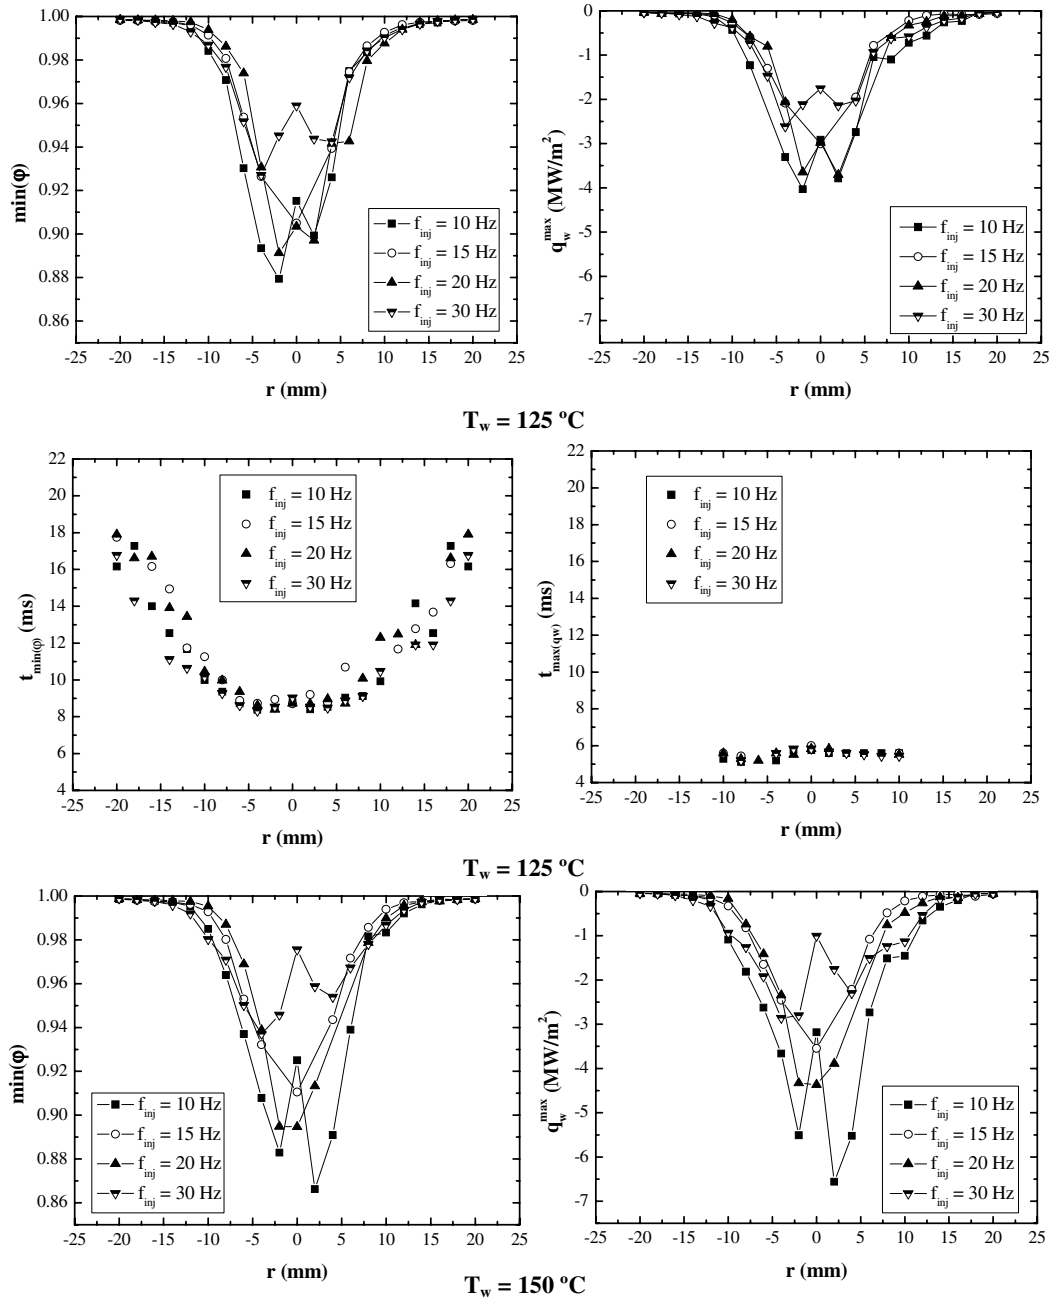 1.00
0.98
0.96
0.94
0.92
0.90
0.88
0.86
min(φ)
-25 -20 -15 -10 -5 0 5 10 15 20 25
r (mm)
f_inj = 10 Hz
f_inj = 15 Hz
f_inj = 20 Hz
f_inj = 30 Hz
0
-1
-2
-3
-4
-5
-6
-7
q_w^max (MW/m²)
-25 -20 -15 -10 -5 0 5 10 15 20 25
r (mm)
f_inj = 10 Hz
f_inj = 15 Hz
f_inj = 20 Hz
f_inj = 30 Hz
T_w = 125 ºC
22
20
18
16
14
12
10
8
6
4
t_min(φ) (ms)
-25 -20 -15 -10 -5 0 5 10 15 20 25
r (mm)
f_inj = 10 Hz
f_inj = 15 Hz
f_inj = 20 Hz
f_inj = 30 Hz
22
20
18
16
14
12
10
8
6
4
t_max(qw) (ms)
-25 -20 -15 -10 -5 0 5 10 15 20 25
r (mm)
f_inj = 10 Hz
f_inj = 15 Hz
f_inj = 20 Hz
f_inj = 30 Hz
T_w = 125 ºC
1.00
0.98
0.96
0.94
0.92
0.90
0.88
0.86
min(φ)
-25 -20 -15 -10 -5 0 5 10 15 20 25
r (mm)
f_inj = 10 Hz
f_inj = 15 Hz
f_inj = 20 Hz
f_inj = 30 Hz
0
-1
-2
-3
-4
-5
-6
-7
q_w^max (MW/m²)
-25 -20 -15 -10 -5 0 5 10 15 20 25
r (mm)
f_inj = 10 Hz
f_inj = 15 Hz
f_inj = 20 Hz
f_inj = 30 Hz
T_w = 150 ºC